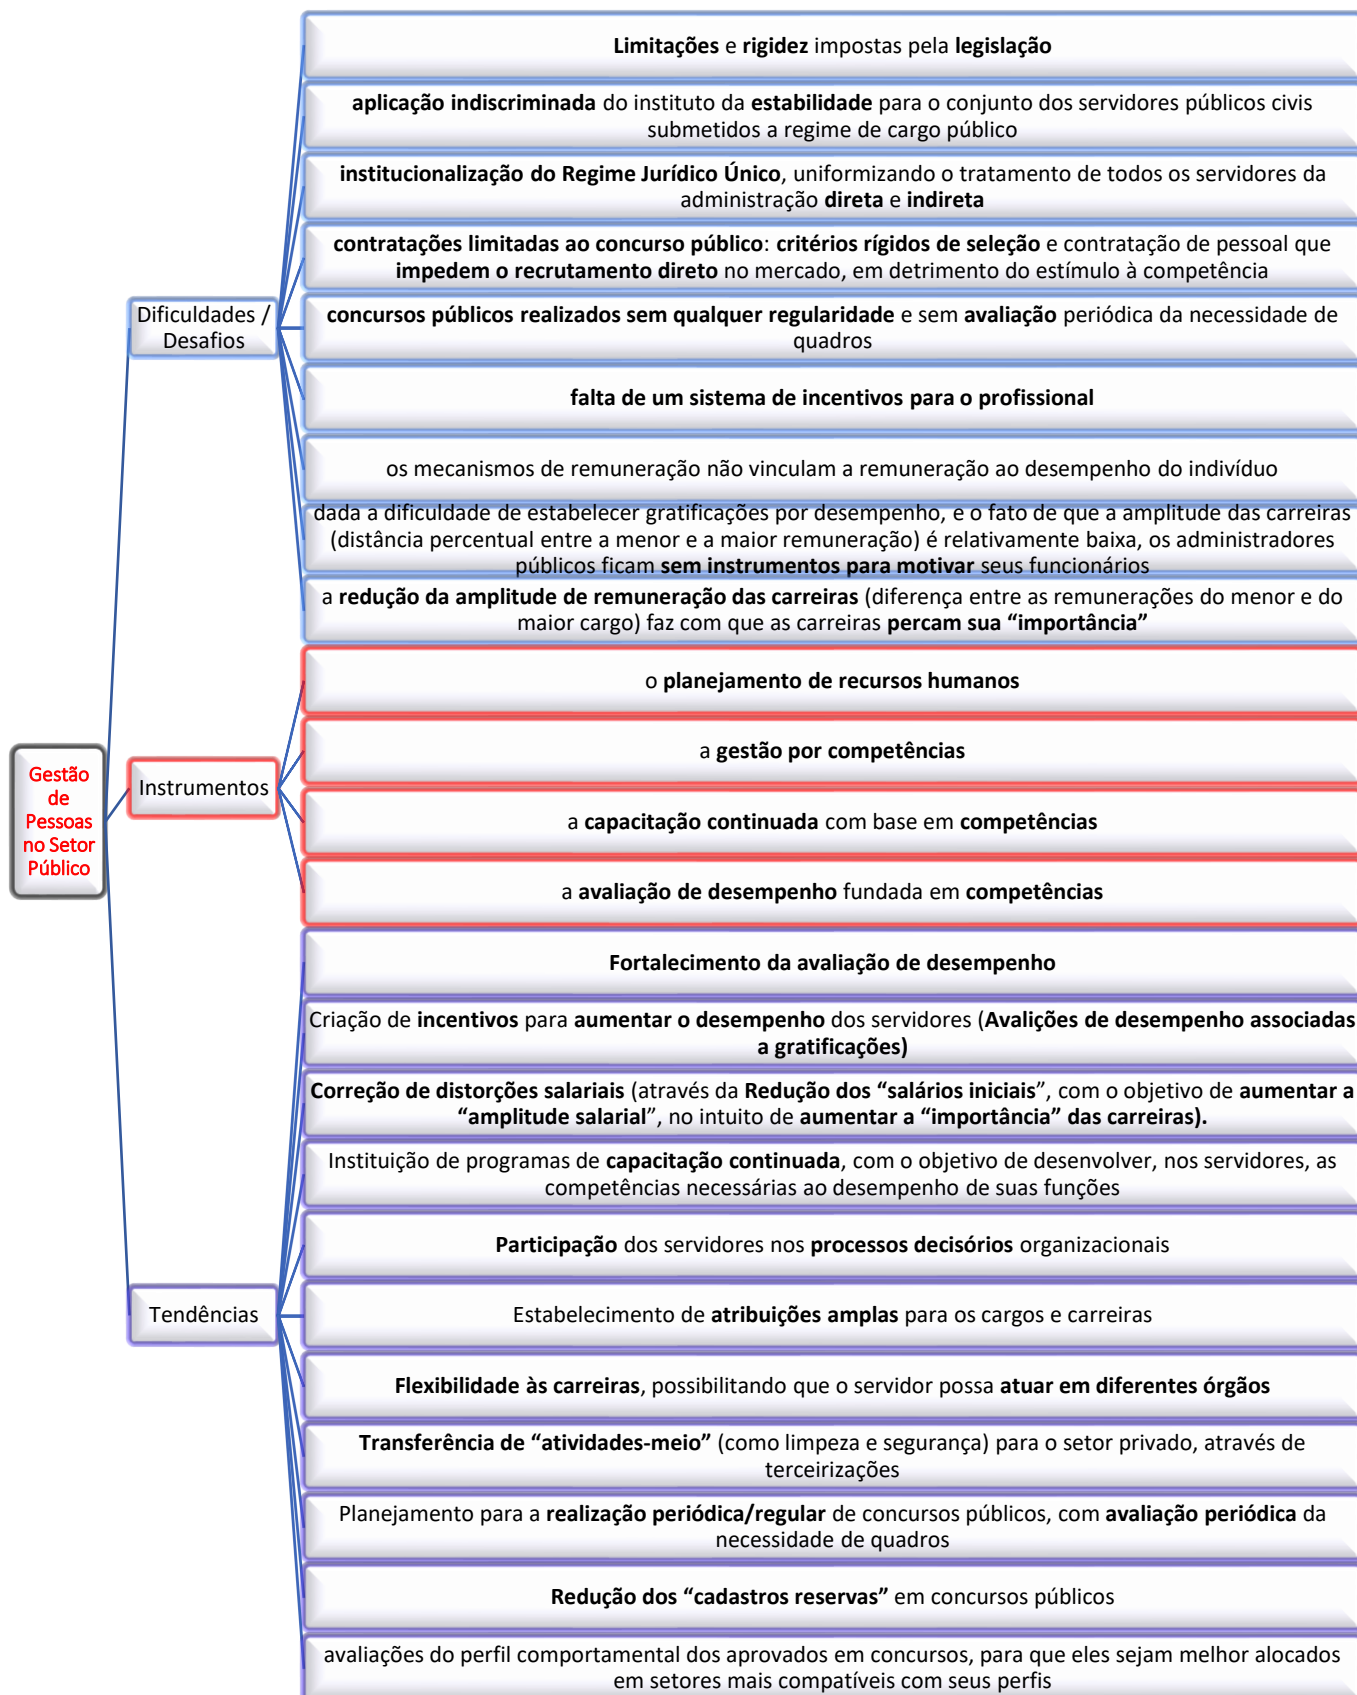 Limitações e rigidez impostas pela legislação
aplicação indiscriminada do instituto da estabilidade para o conjunto dos servidores públicos civis
submetidos a regime de cargo público
institucionalização do Regime Jurídico Único, uniformizando o tratamento de todos os servidores da
administração direta e indireta
contratações limitadas ao concurso público: critérios rígidos de seleção e contratação de pessoal que
impedem o recrutamento direto no mercado, em detrimento do estímulo à competência
Dificuldades /
Desafios
concursos públicos realizados sem qualquer regularidade e sem avaliação periódica da necessidade de
quadros
falta de um sistema de incentivos para o profissional
os mecanismos de remuneração não vinculam a remuneração ao desempenho do indivíduo
dada a dificuldade de estabelecer gratificações por desempenho, e o fato de que a amplitude das carreiras
(distância percentual entre a menor e a maior remuneração) é relativamente baixa, os administradores
públicos ficam sem instrumentos para motivar seus funcionários
a redução da amplitude de remuneração das carreiras (diferença entre as remunerações do menor e do
maior cargo) faz com que as carreiras percam sua “importância”
Gestão
de
Pessoas
no Setor
Público
Instrumentos
o planejamento de recursos humanos
a gestão por competências
a capacitação continuada com base em competências
a avaliação de desempenho fundada em competências
Tendências
Fortalecimento da avaliação de desempenho
Criação de incentivos para aumentar o desempenho dos servidores (Avalições de desempenho associadas
a gratificações)
Correção de distorções salariais (através da Redução dos “salários iniciais”, com o objetivo de aumentar a
“amplitude salarial”, no intuito de aumentar a “importância” das carreiras).
Instituição de programas de capacitação continuada, com o objetivo de desenvolver, nos servidores, as
competências necessárias ao desempenho de suas funções
Participação dos servidores nos processos decisórios organizacionais
Estabelecimento de atribuições amplas para os cargos e carreiras
Flexibilidade às carreiras, possibilitando que o servidor possa atuar em diferentes órgãos
Transferência de “atividades-meio” (como limpeza e segurança) para o setor privado, através de
terceirizações
Planejamento para a realização periódica/regular de concursos públicos, com avaliação periódica da
necessidade de quadros
Redução dos “cadastros reservas” em concursos públicos
avaliações do perfil comportamental dos aprovados em concursos, para que eles sejam melhor alocados
em setores mais compatíveis com seus perfis